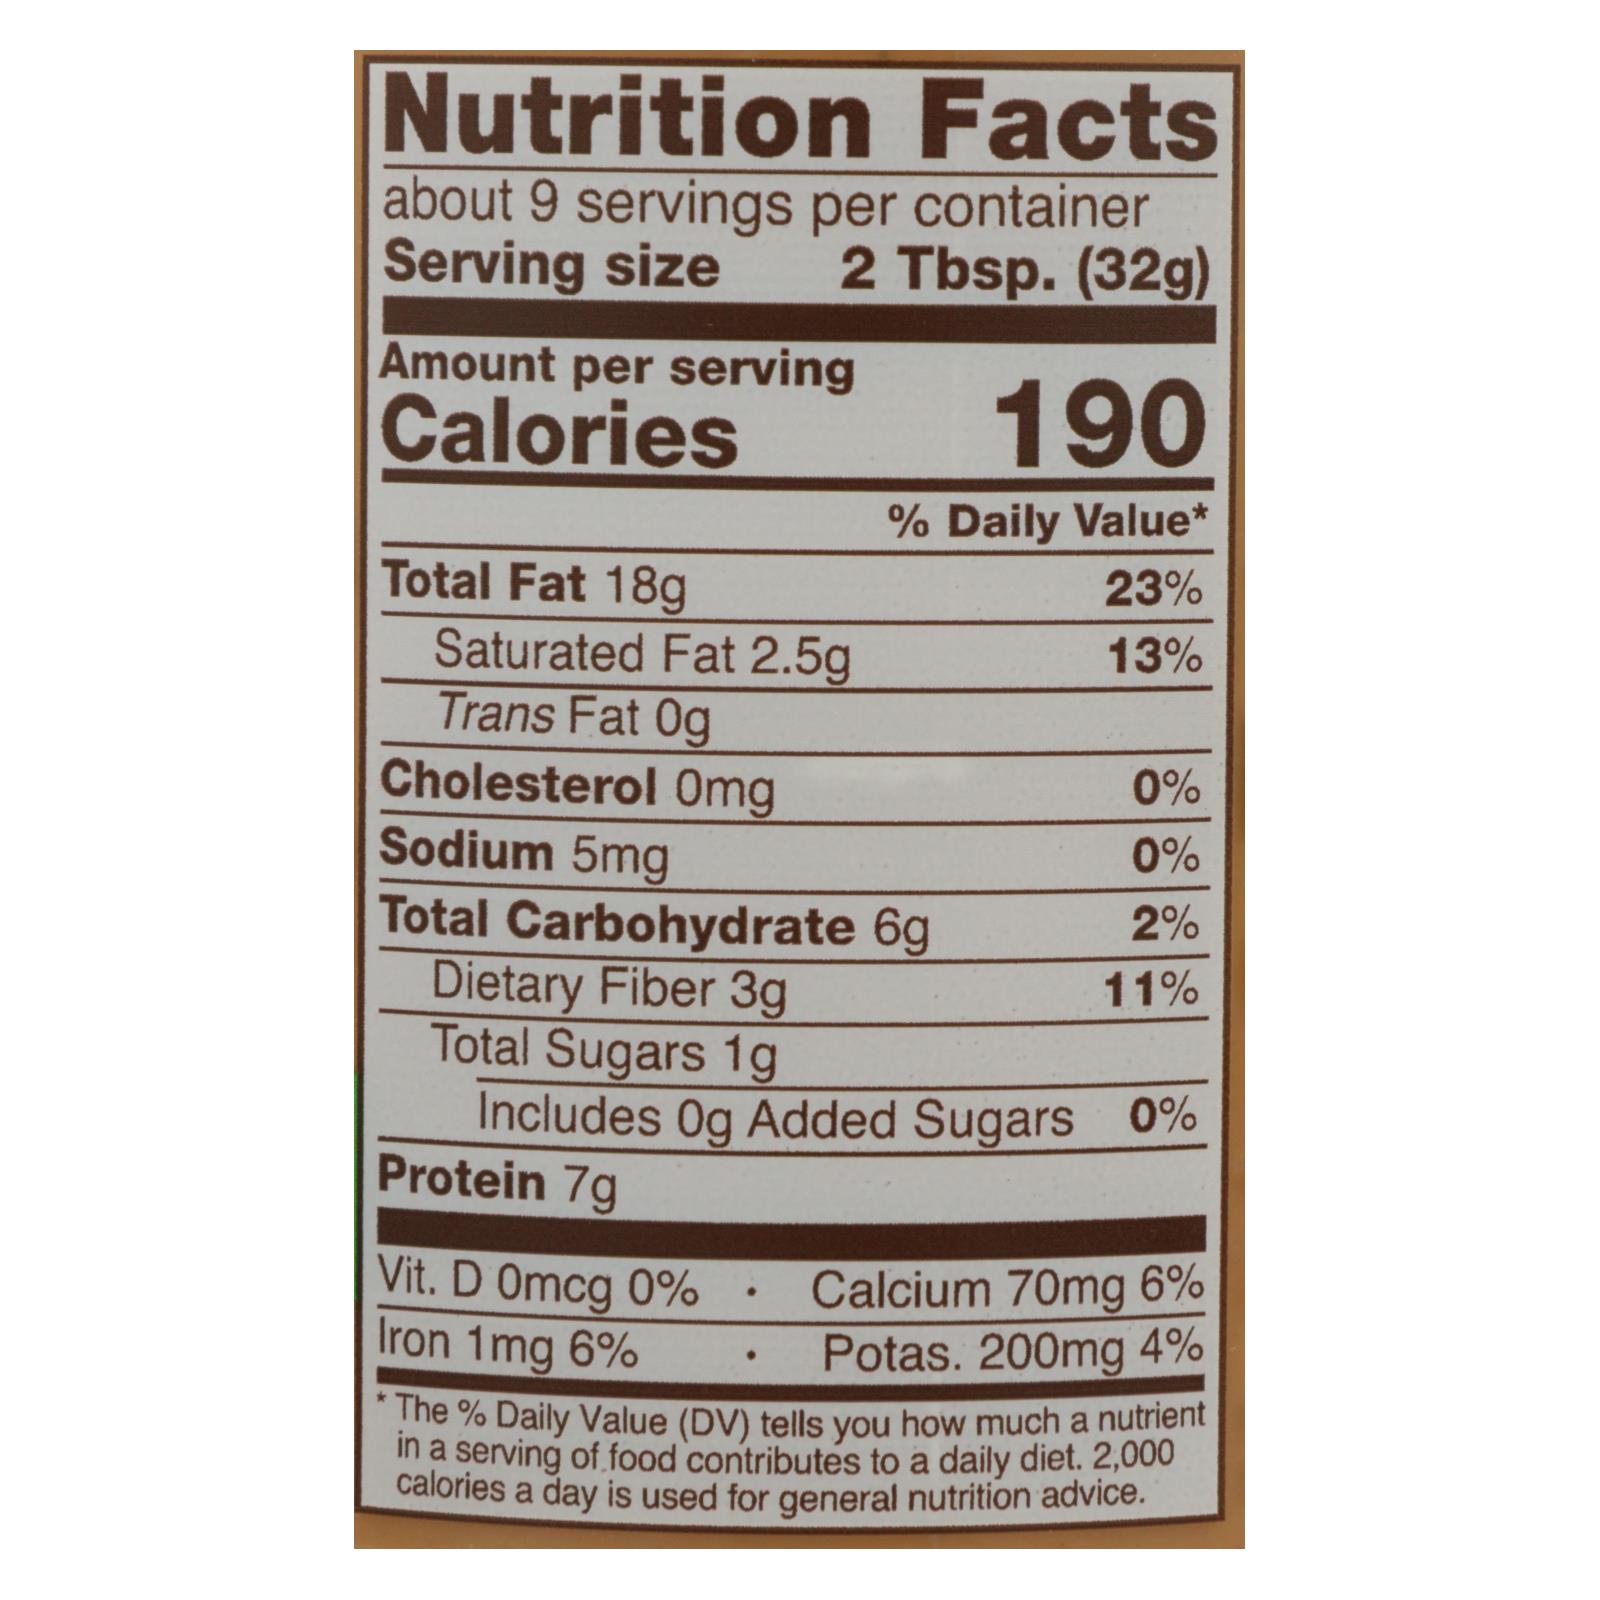 Nutrition Facts
about 9 servings per container
Serving size 2 Tbsp. (32g)
Amount per serving
Calories 190
% Daily Value*
Total Fat 18g 23%
Saturated Fat 2.5g 13%
Trans Fat 0g
Cholesterol 0mg 0%
Sodium 5mg 0%
Total Carbohydrate 6g 2%
Dietary Fiber 3g 11%
Total Sugars 1g
Includes 0g Added Sugars 0%
Protein 7g
Vit. D 0mcg 0% • Calcium 70mg 6%
Iron 1mg 6% • Potas. 200mg 4%
* The % Daily Value (DV) tells you how much a nutrient
in a serving of food contributes to a daily diet. 2,000
calories a day is used for general nutrition advice.